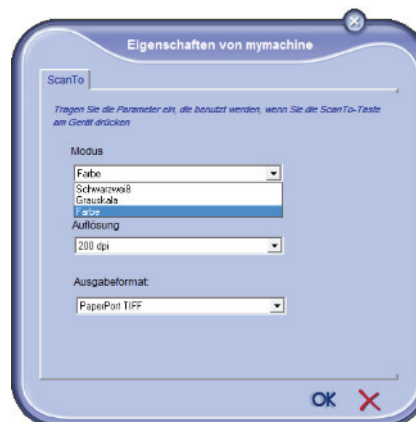 Eigenschaften von mymachine
ScanTo
Tragen Sie die Parameter ein, die benutzt werden, wenn Sie die ScanTo-Taste
am Gerät drücken
Modus
Farbe
Schwarzweiß
Grauskala
Farbe
Auflösung
200 dpi
Ausgabeformat:
PaperPort TIFF
OK